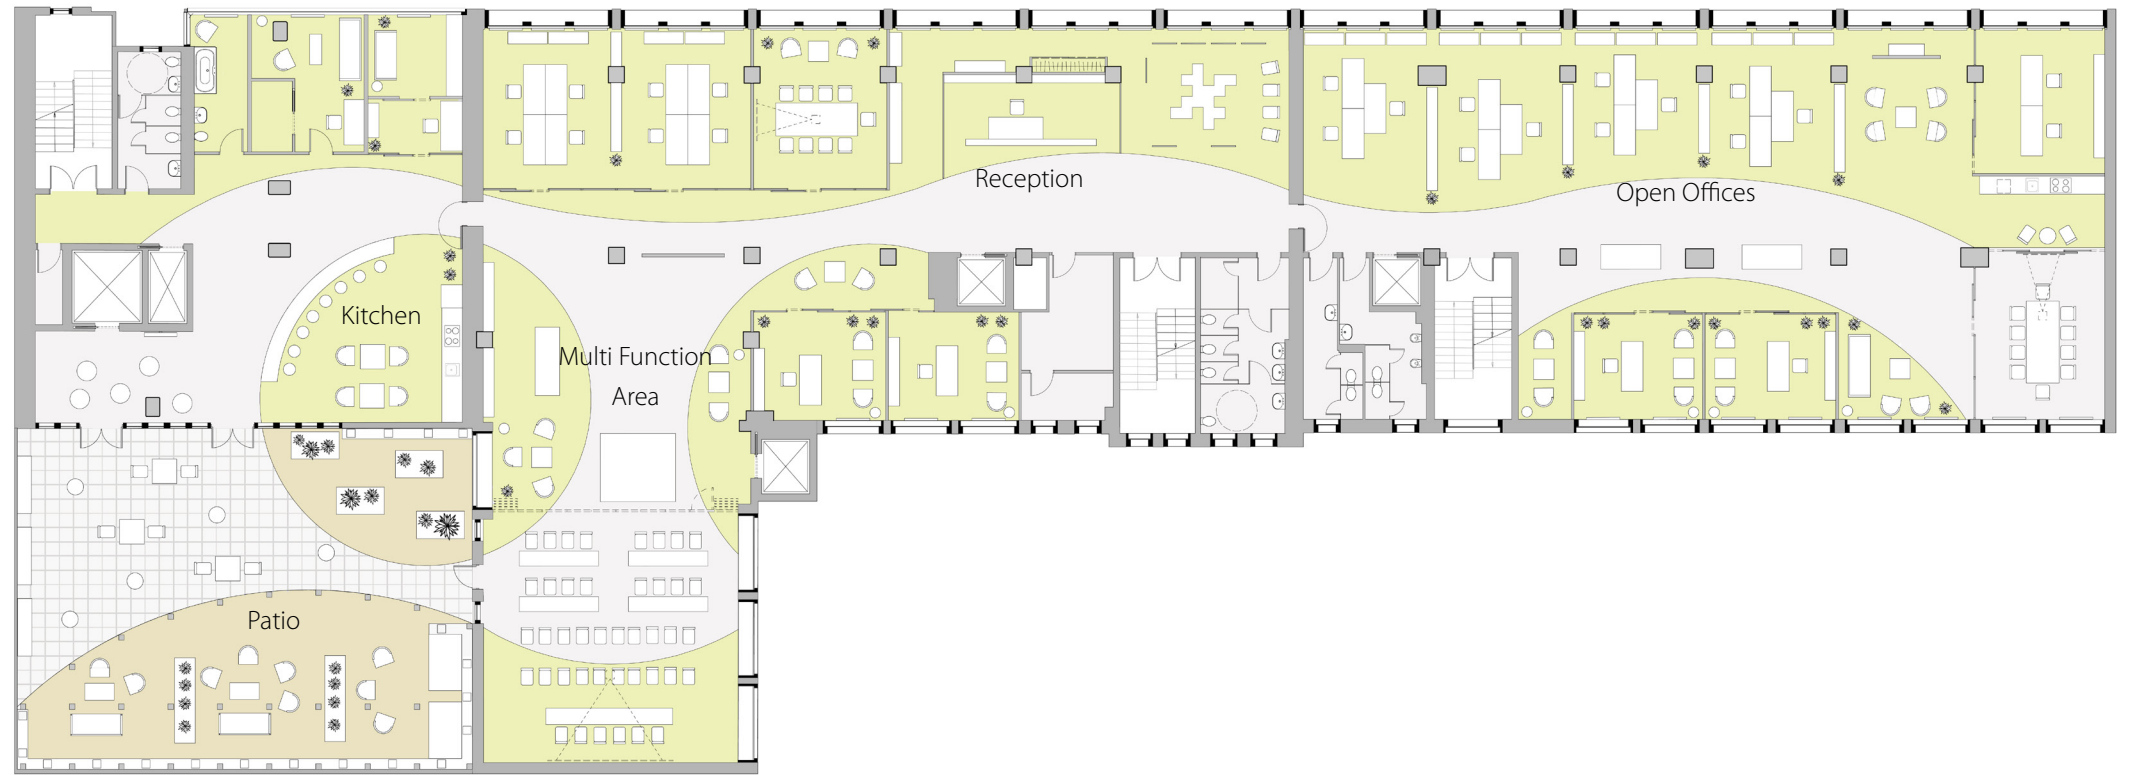 Reception
Open Offices
Kitchen
Multi Function
Area
Patio